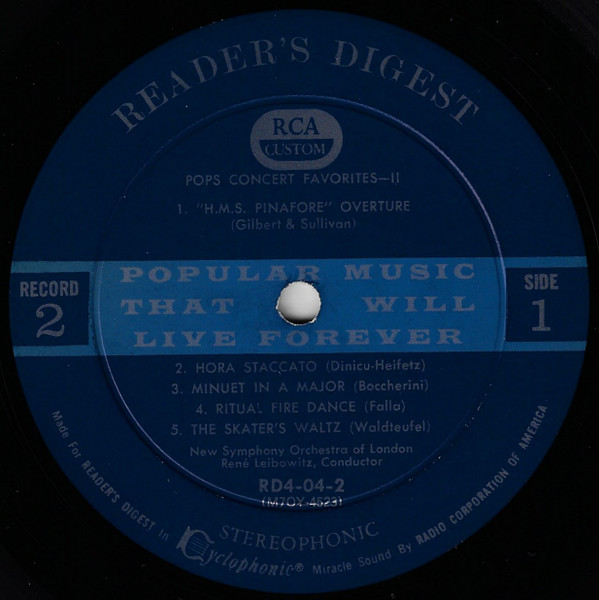 READER'S DIGEST
RCA
CUSTOM
POPS CONCERT FAVORITES—II
1. "H.M.S. PINAFORE" OVERTURE
(Gilbert & Sullivan)
POPULAR MUSIC
THAT WILL
LIVE FOREVER
RECORD
2
SIDE
1
2. HORA STACCATO (Dinicu-Heifetz)
3. MINUET IN A MAJOR (Boccherini)
4. RITUAL FIRE DANCE (Falla)
5. THE SKATER'S WALTZ (Waldteufel)
New Symphony Orchestra of London
René Leibowitz, Conductor
RD4-04-2
(M7OY-4523)
STEREOPHONIC
Made For READER'S DIGEST in Cyclophonic® Miracle Sound By RADIO CORPORATION OF AMERICA